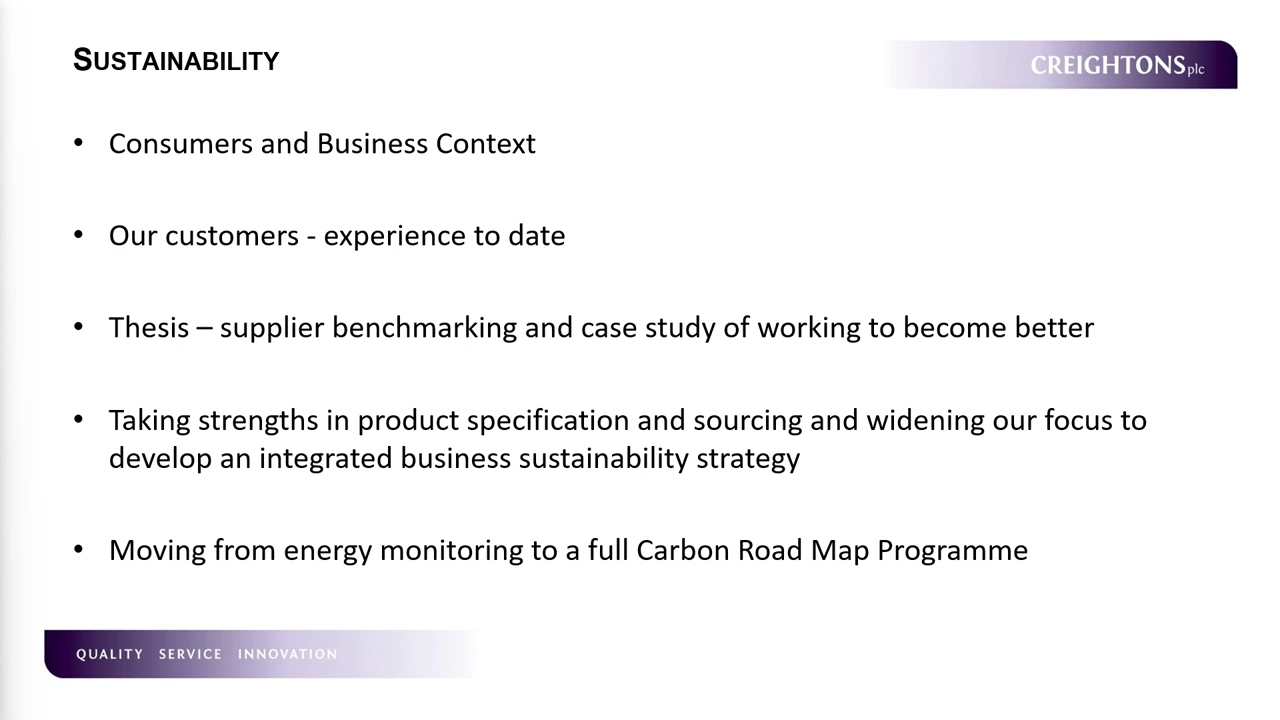 SUSTAINABILITY
CREIGHTONS plc
• Consumers and Business Context
• Our customers - experience to date
• Thesis – supplier benchmarking and case study of working to become better
• Taking strengths in product specification and sourcing and widening our focus to
develop an integrated business sustainability strategy
• Moving from energy monitoring to a full Carbon Road Map Programme
QUALITY SERVICE INNOVATION